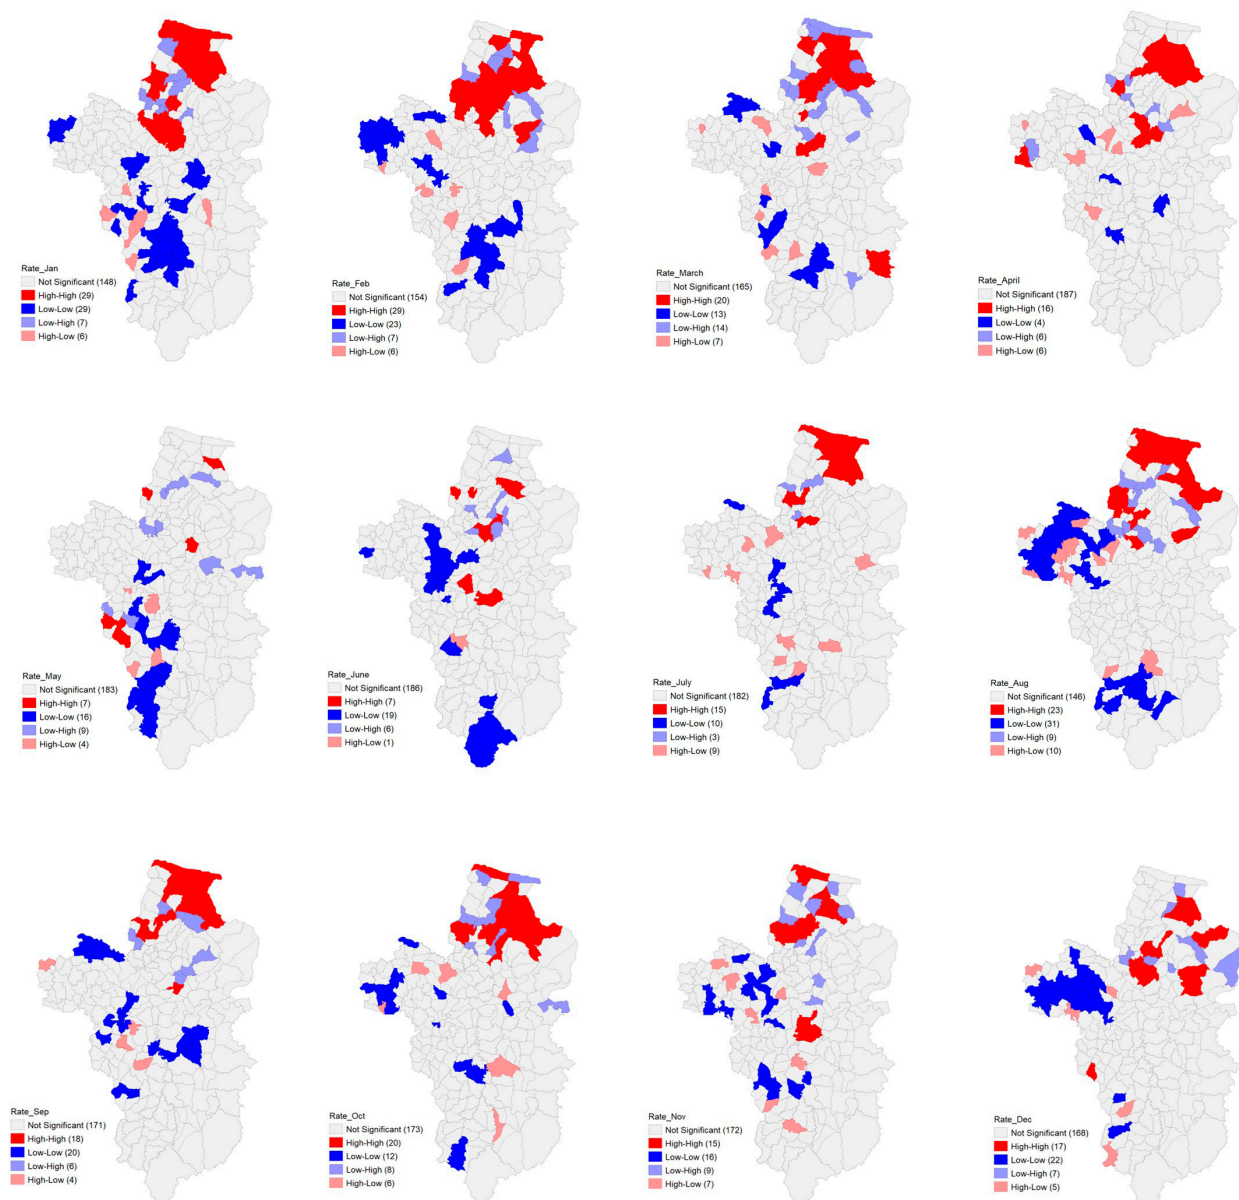 Rate_Jan
Not Significant (148)
High-High (29)
Low-Low (29)
Low-High (7)
High-Low (6)
Rate_Feb
Not Significant (154)
High-High (29)
Low-Low (23)
Low-High (7)
High-Low (6)
Rate_March
Not Significant (165)
High-High (20)
Low-Low (13)
Low-High (14)
High-Low (7)
Rate_April
Not Significant (187)
High-High (16)
Low-Low (4)
Low-High (6)
High-Low (6)
Rate_May
Not Significant (183)
High-High (7)
Low-Low (16)
Low-High (9)
High-Low (4)
Rate_June
Not Significant (186)
High-High (7)
Low-Low (19)
Low-High (6)
High-Low (1)
Rate_July
Not Significant (182)
High-High (15)
Low-Low (10)
Low-High (3)
High-Low (9)
Rate_Aug
Not Significant (146)
High-High (23)
Low-Low (31)
Low-High (9)
High-Low (10)
Rate_Sep
Not Significant (171)
High-High (18)
Low-Low (20)
Low-High (6)
High-Low (4)
Rate_Oct
Not Significant (173)
High-High (20)
Low-Low (12)
Low-High (8)
High-Low (6)
Rate_Nov
Not Significant (172)
High-High (15)
Low-Low (16)
Low-High (9)
High-Low (7)
Rate_Dec
Not Significant (168)
High-High (17)
Low-Low (22)
Low-High (7)
High-Low (5)